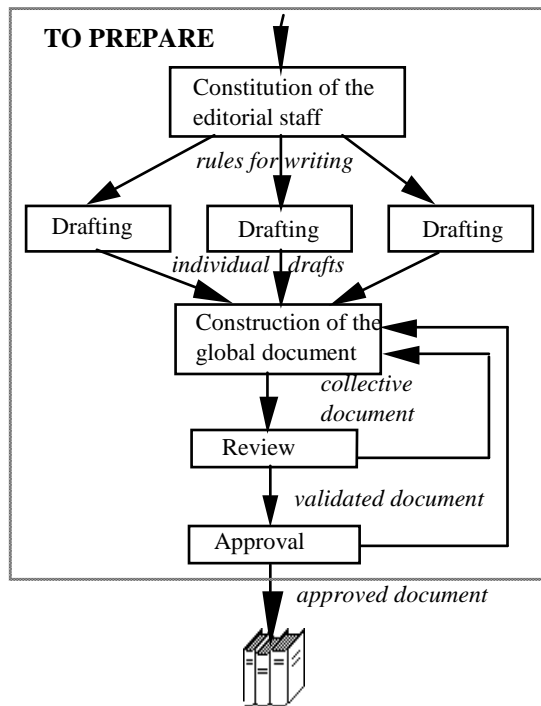 TO PREPARE
Constitution of the
editorial staff
rules for writing
Drafting
Drafting
Drafting
individual drafts
Construction of the
global document
collective
document
Review
validated document
Approval
approved document